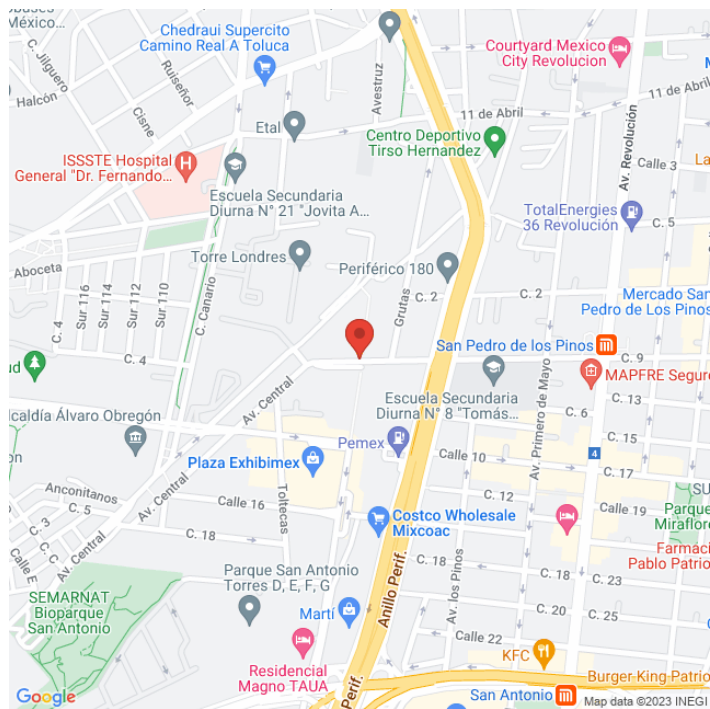 México...
Chedraui Supercito
Camino Real A Toluca
Courtyard Mexico
City Revolucion
C. Jilguero
Ruiseñor
Halcón
Cisne
Avestruz
11 de Abril
11 de Abril
Etal
Centro Deportivo
Tirso Hernandez
Av. Revolución
ISSSTE Hospital
General "Dr. Fernando...
Calle 3
La
Escuela Secundaria
Diurna N° 21 "Jovita A...
TotalEnergies
36 Revolución
C. 5
Aboceta
Torre Londres
Periférico 180
C. 4
Sur 116
Sur 114
Sur 112
Sur 110
C. Canario
Grutas
C. 2
C. 2
Mercado San
Pedro de Los Pinos
San Pedro de los Pinos
C. 9
C. 4
Av. Central
Escuela Secundaria
Diurna N° 8 "Tomás...
Av. Primero de Mayo
MAPFRE Segur
C. 13
C. 6
Alvaro Obregón
Pemex
C. 15
4
Plaza Exhibimex
Calle 10
C. 17
Anconitanos
C. 5
Av. Central
Toltecas
Calle 16
C. 12
Calle 19
Parque
Miraflor
C. 3
C. 18
Costco Wholesale
Mixcoac
Calle E
Av. Central
Parque San Antonio
Torres D, E, F, G
Anillo Perif.
C. 18
Av. los Pinos
C. 18
C. 23
Farmaci
Pablo Patrio
SEMARNAT
Bioparque
San Antonio
Martí
C. 20
C. 25
Calle 22
KFC
Residencial
Magno TAUA
Perif.
Burger King Patrio
San Antonio
Google
Map data ©2023 INEGI